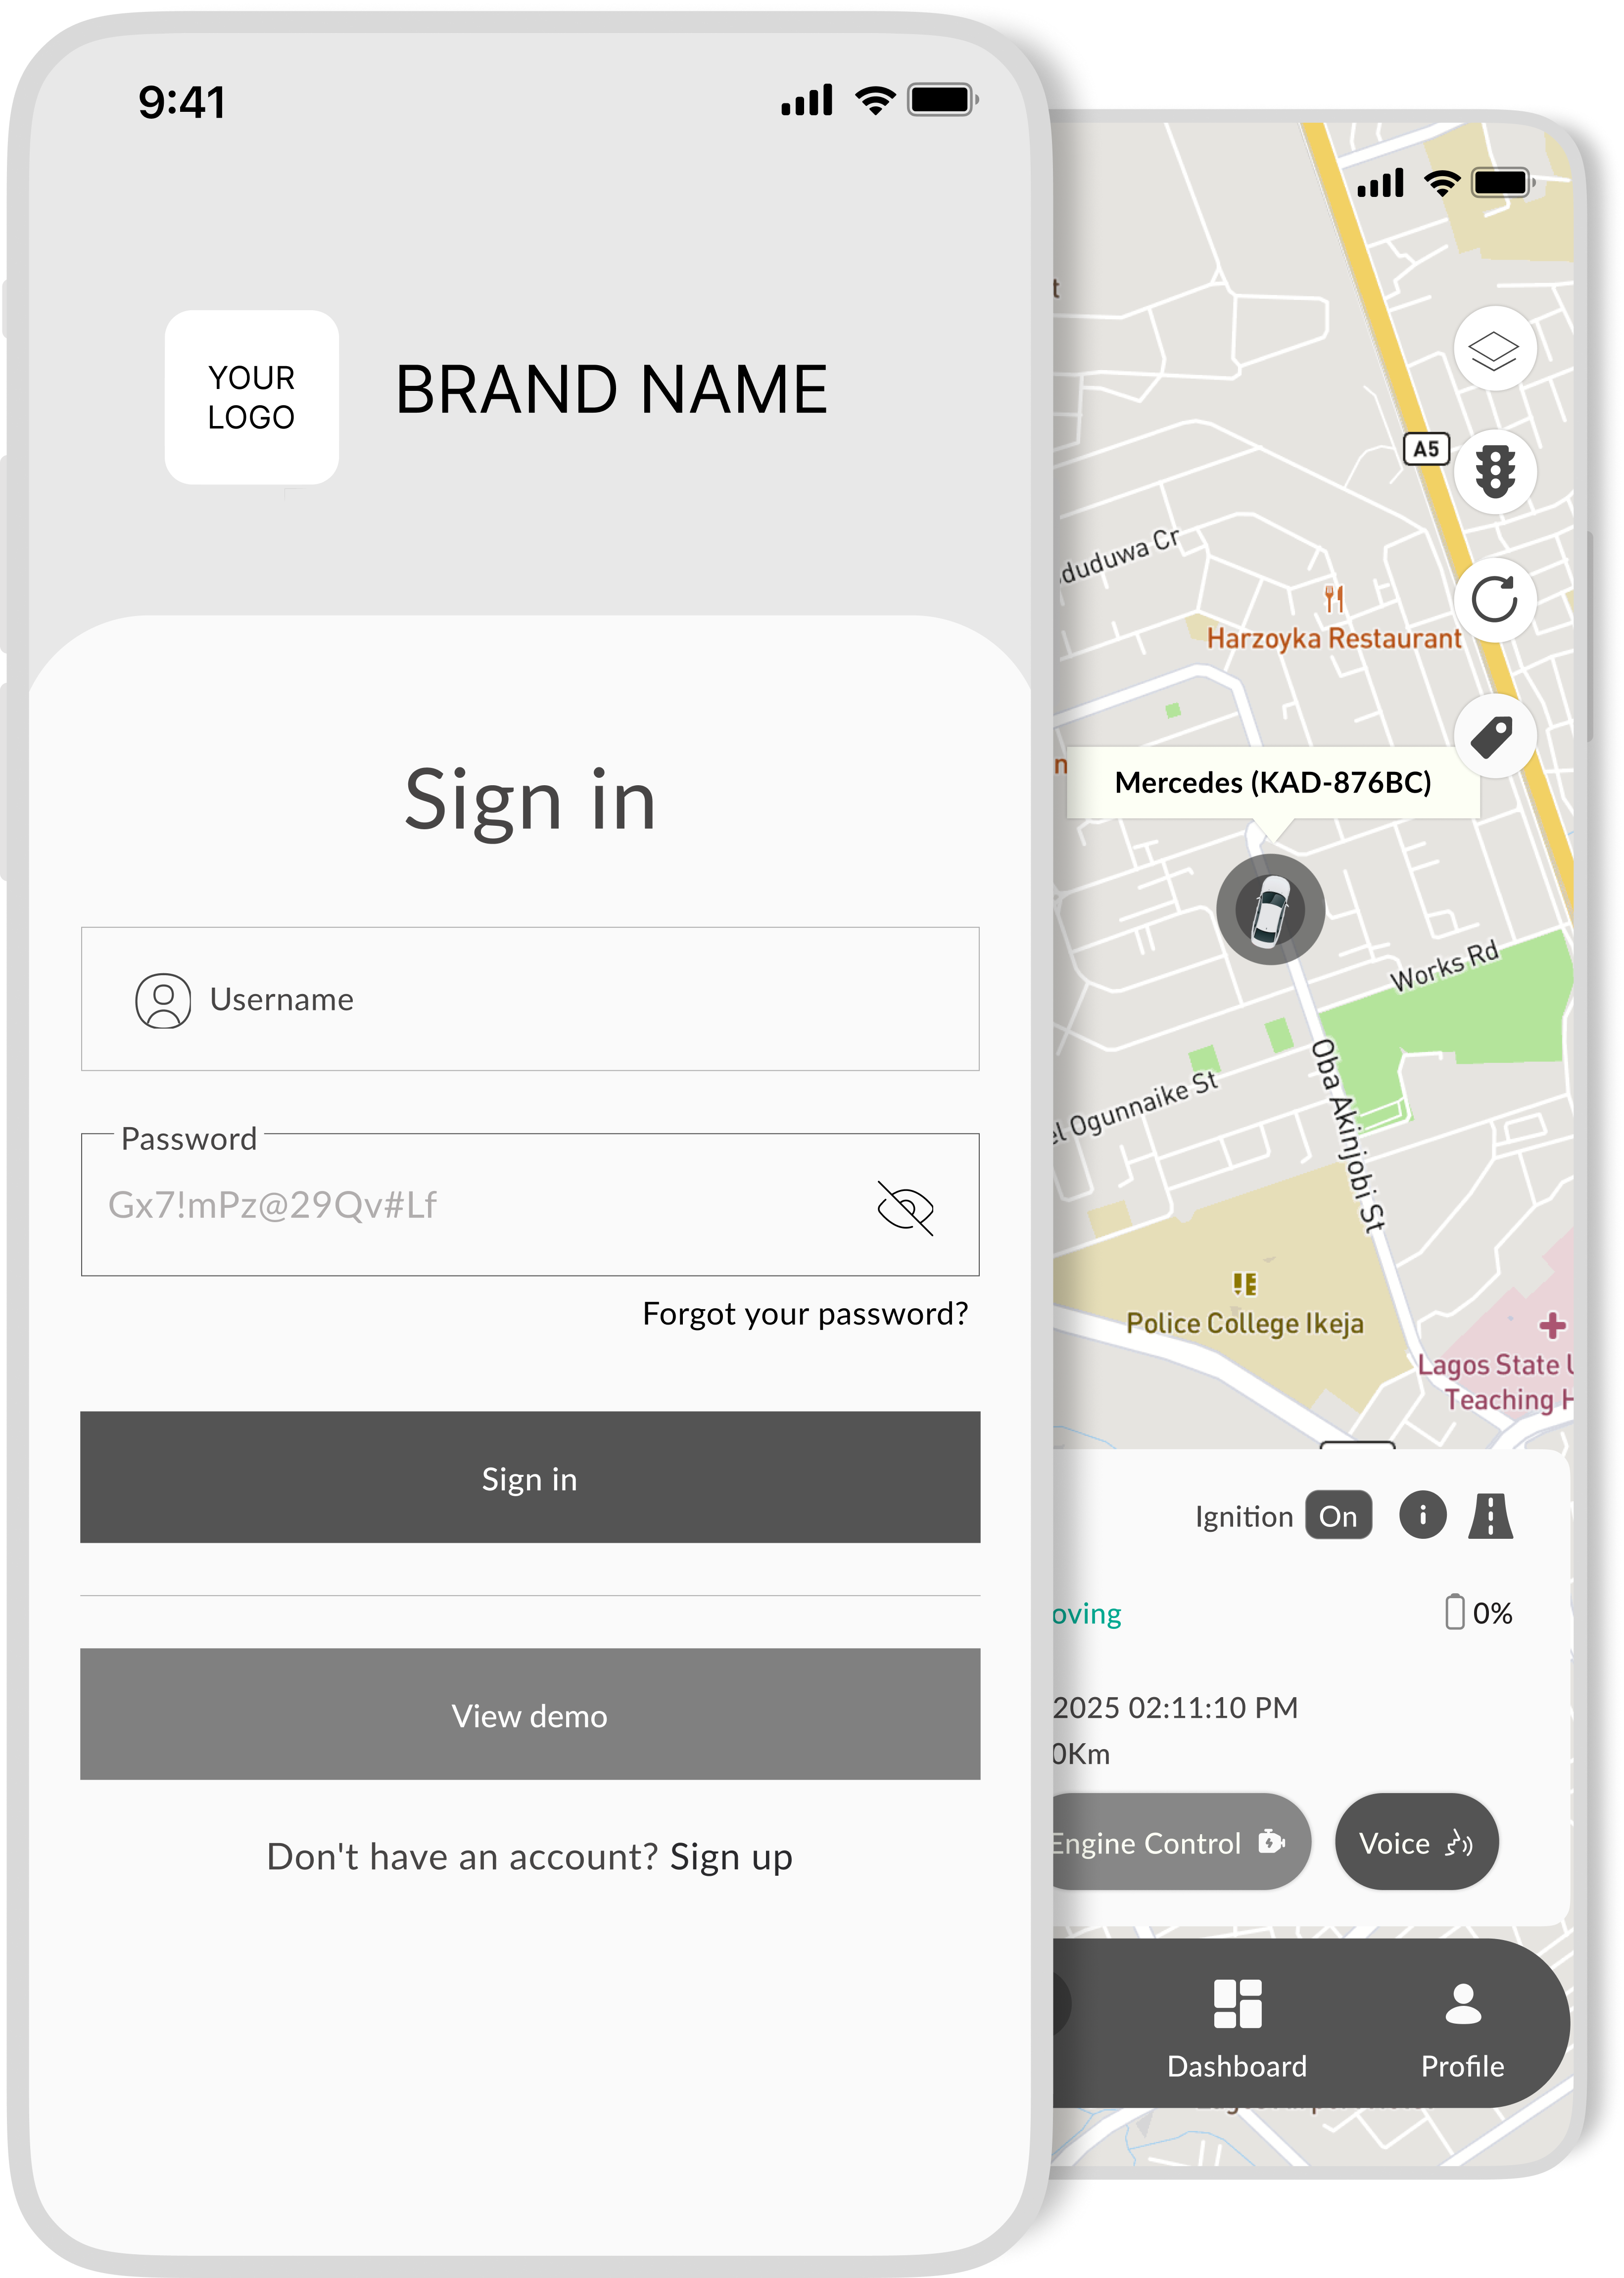 9:41
YOUR
LOGO
BRAND NAME
Sign in
Username
Password
Gx7!mPz@29Qv#Lf
Forgot your password?
Sign in
View demo
Don't have an account? Sign up
A5
duduwa Cr
Harzoyka Restaurant
Mercedes (KAD-876BC)
Works Rd
Oba Akinjobi St
el Ogunnaike St
Police College Ikeja
Lagos State U
Teaching H
Ignition On
oving
0%
2025 02:11:10 PM
0Km
Engine Control
Voice
Dashboard
Profile